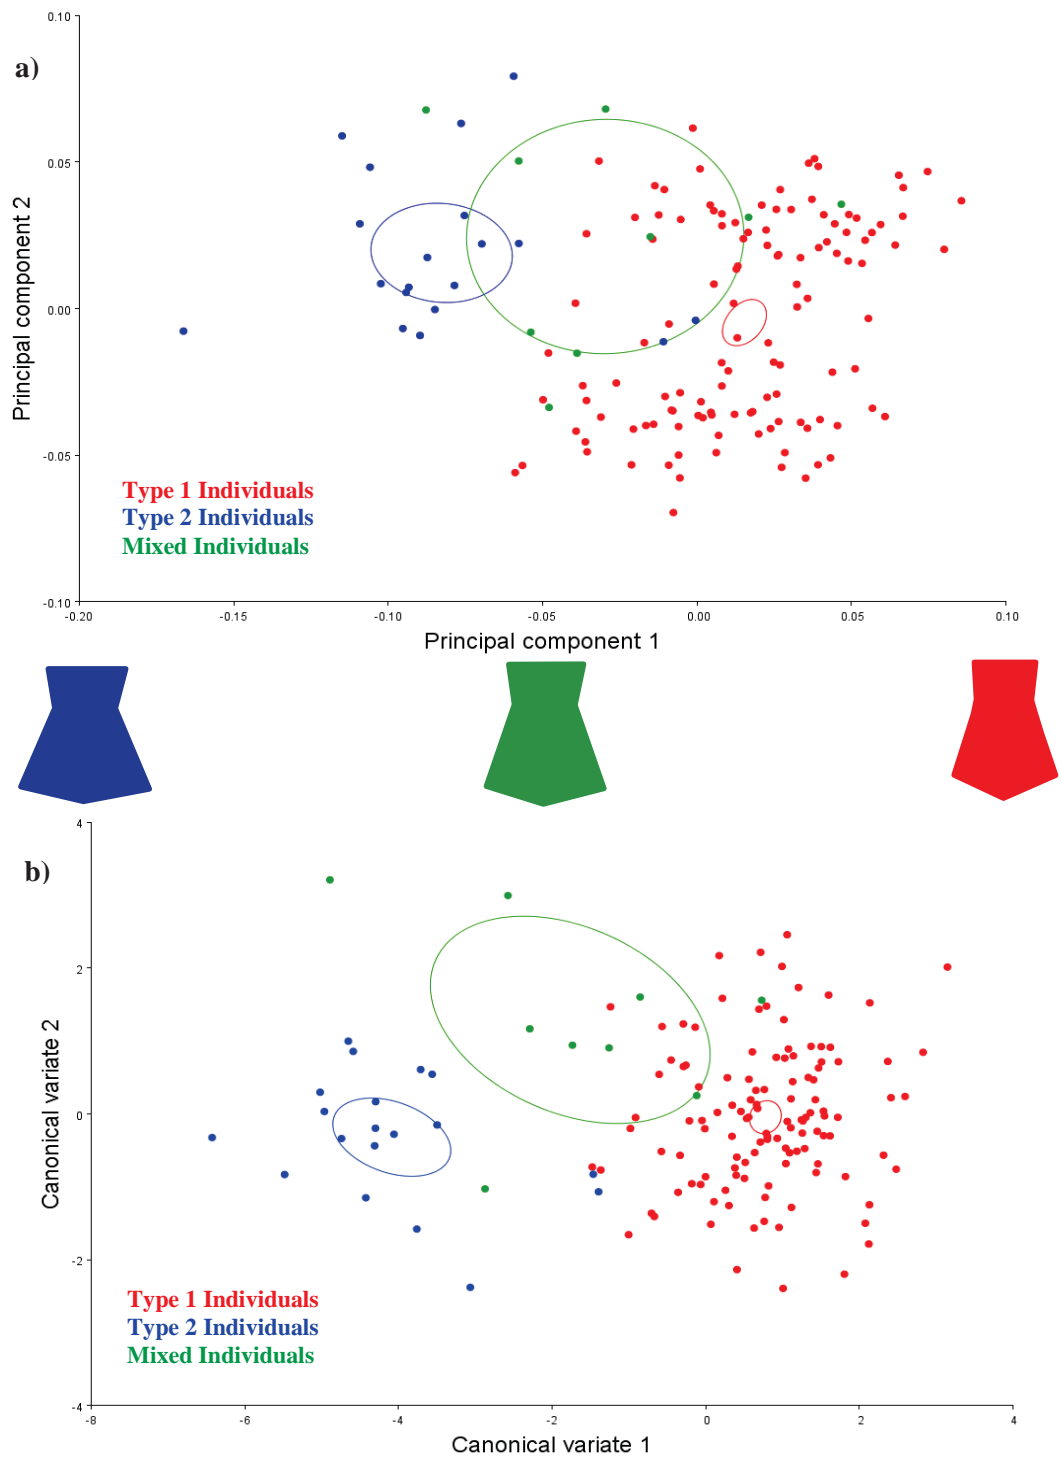 0.10
a)
0.05
Principal component 2
0.00
-0.05
Type 1 Individuals
Type 2 Individuals
Mixed Individuals
-0.10
-0.20 -0.15 -0.10 -0.05 0.00 0.05 0.10
Principal component 1
4
b)
2
Canonical variate 2
0
-2
Type 1 Individuals
Type 2 Individuals
Mixed Individuals
-4
-8 -6 -4 -2 0 2 4
Canonical variate 1